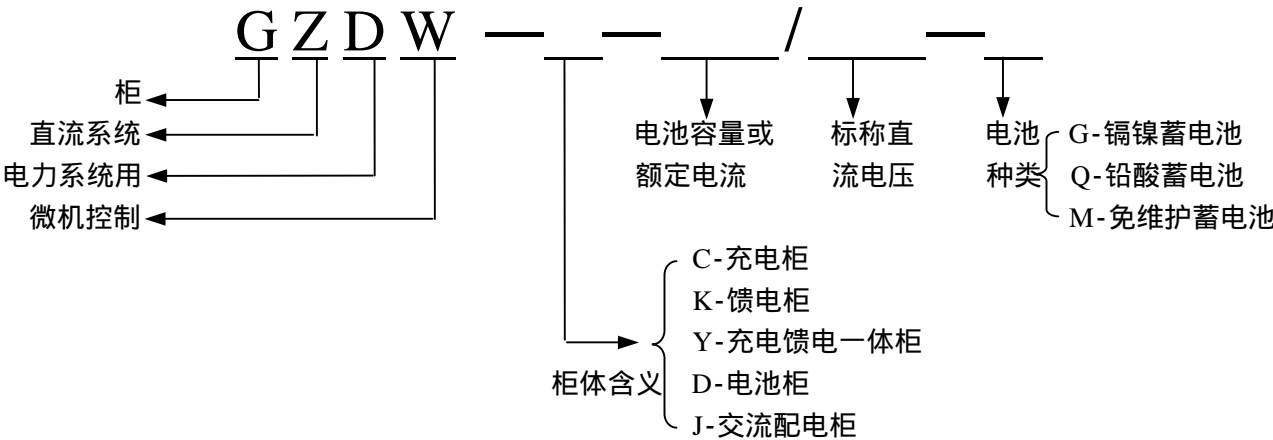 GZDW — — / —
柜
直流系统
电力系统用
微机控制
电池容量或
额定电流
标称直
流电压
电池
种类
G-镉镍蓄电池
Q-铅酸蓄电池
M-免维护蓄电池
柜体含义
C-充电柜
K-馈电柜
Y-充电馈电一体柜
D-电池柜
J-交流配电柜